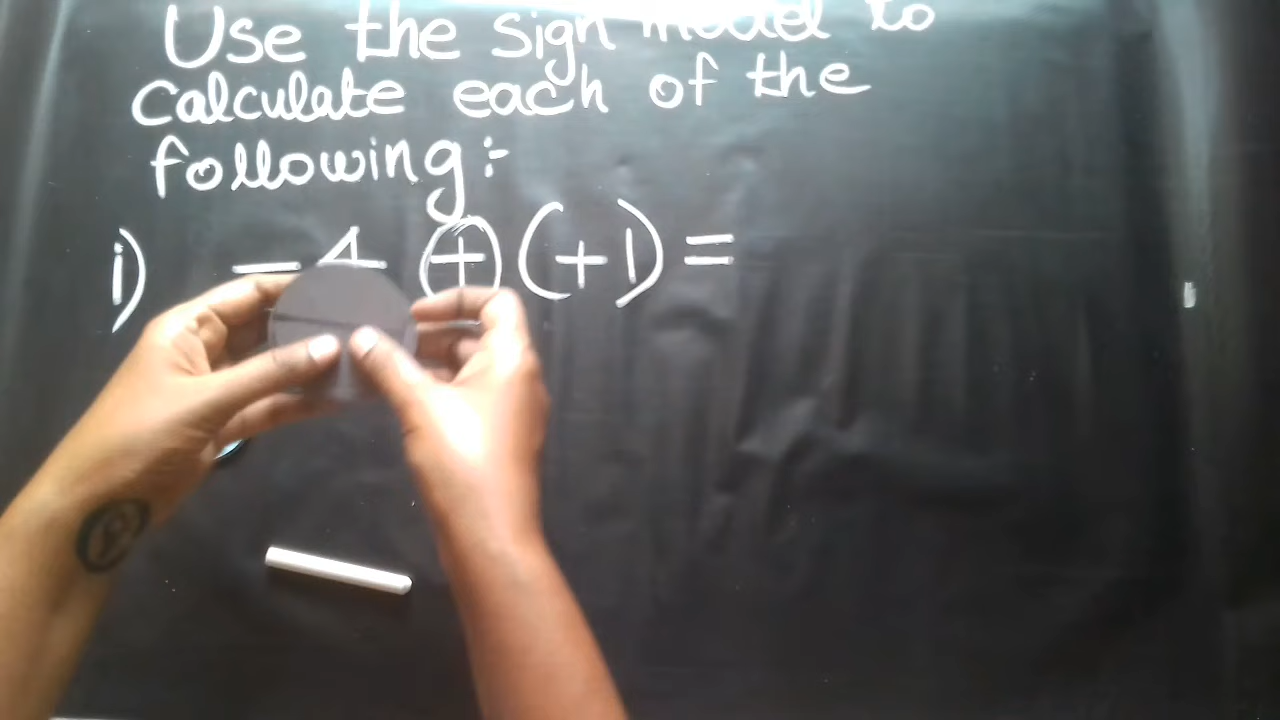 Use the sign model to
Calculate each of the
following:-
i) - 4 (+) (+1) =